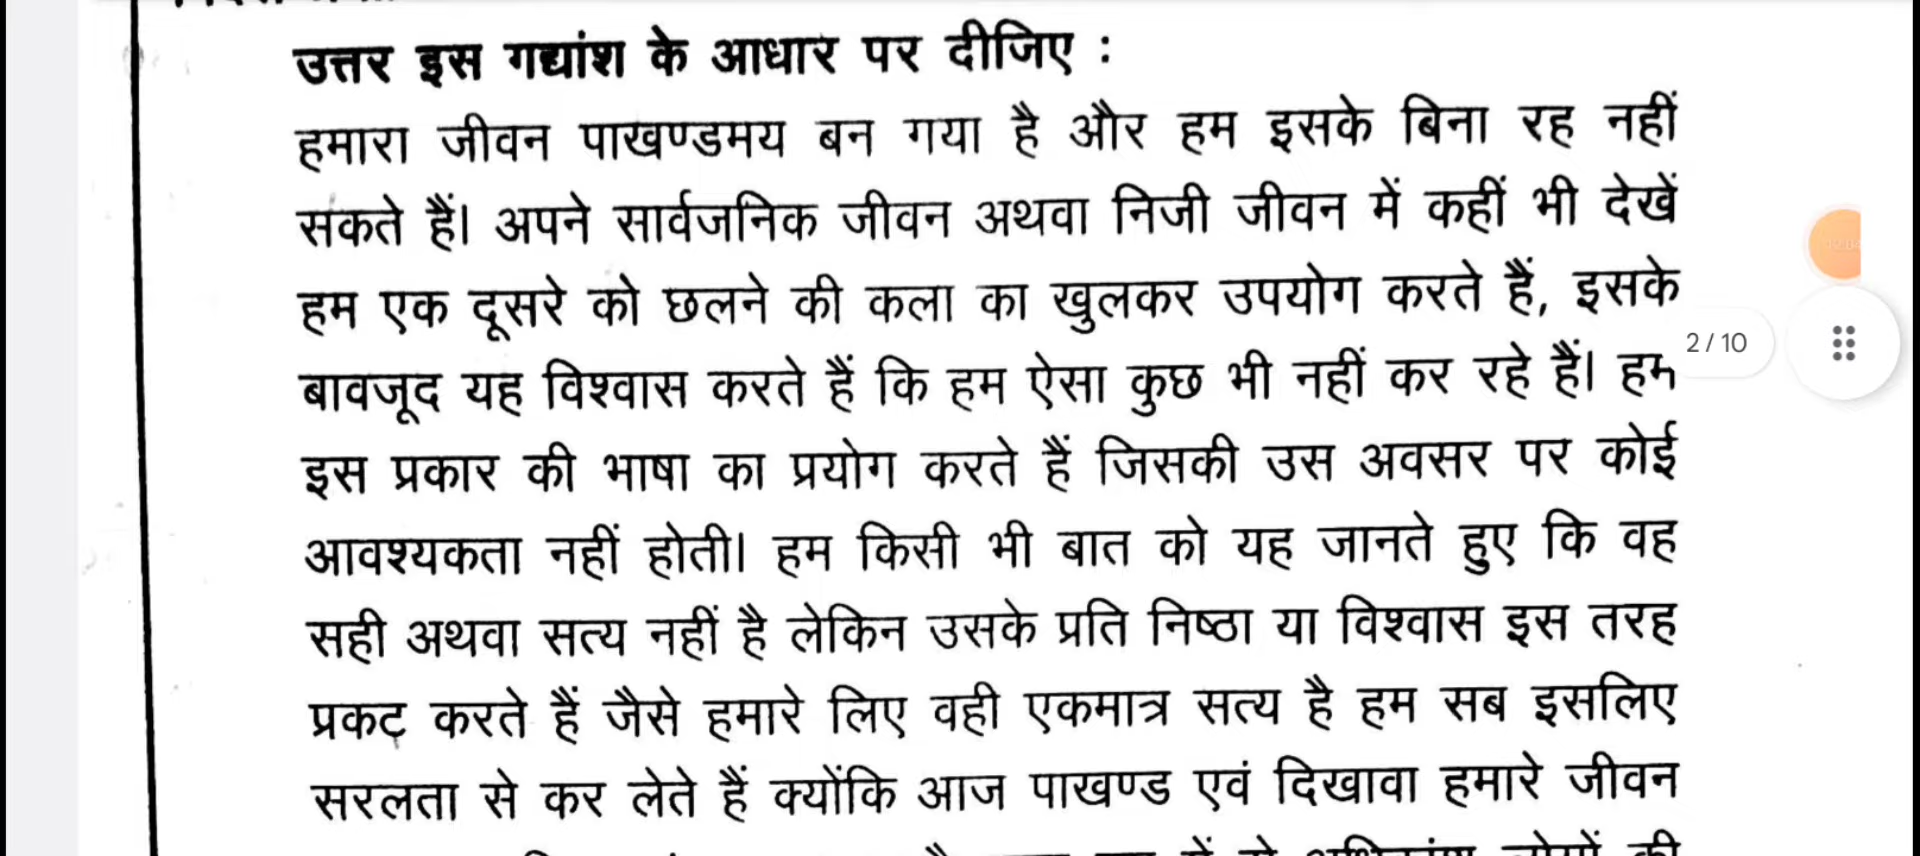 उत्तर इस गद्यांश के आधार पर दीजिए :
हमारा जीवन पाखण्डमय बन गया है और हम इसके बिना रह नहीं
सकते हैं। अपने सार्वजनिक जीवन अथवा निजी जीवन में कहीं भी देखें
हम एक दूसरे को छलने की कला का खुलकर उपयोग करते हैं, इसके
2 / 10
बावजूद यह विश्वास करते हैं कि हम ऐसा कुछ भी नहीं कर रहे हैं। हम
इस प्रकार की भाषा का प्रयोग करते हैं जिसकी उस अवसर पर कोई
आवश्यकता नहीं होती। हम किसी भी बात को यह जानते हुए कि वह
सही अथवा सत्य नहीं है लेकिन उसके प्रति निष्ठा या विश्वास इस तरह
प्रकट करते हैं जैसे हमारे लिए वही एकमात्र सत्य है हम सब इसलिए
सरलता से कर लेते हैं क्योंकि आज पाखण्ड एवं दिखावा हमारे जीवन